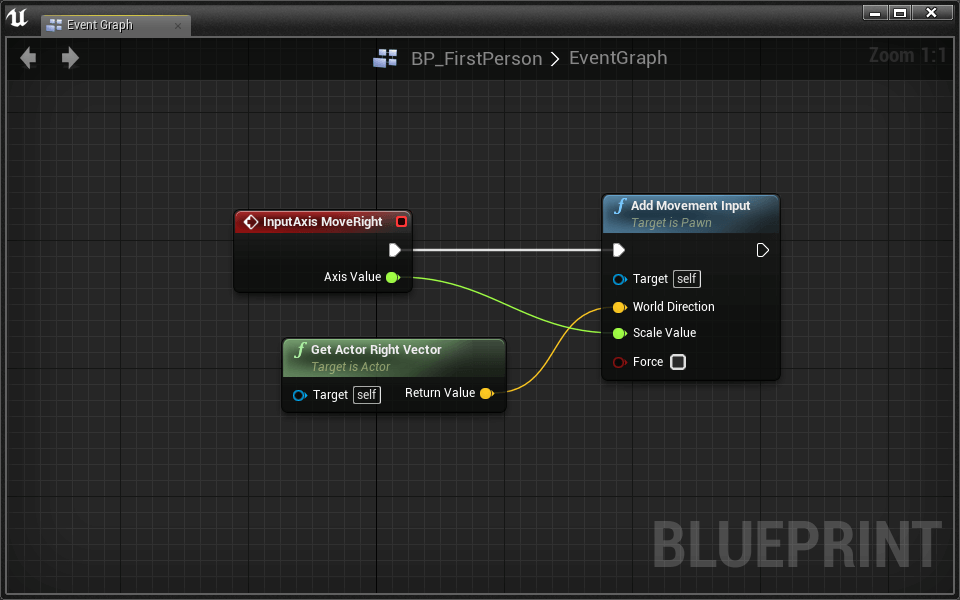 Event Graph
BP_FirstPerson > EventGraph
Zoom 1:1
InputAxis MoveRight
Axis Value
Add Movement Input
Target is Pawn
Target self
World Direction
Scale Value
Force
Get Actor Right Vector
Target is Actor
Target self Return Value
BLUEPRINT